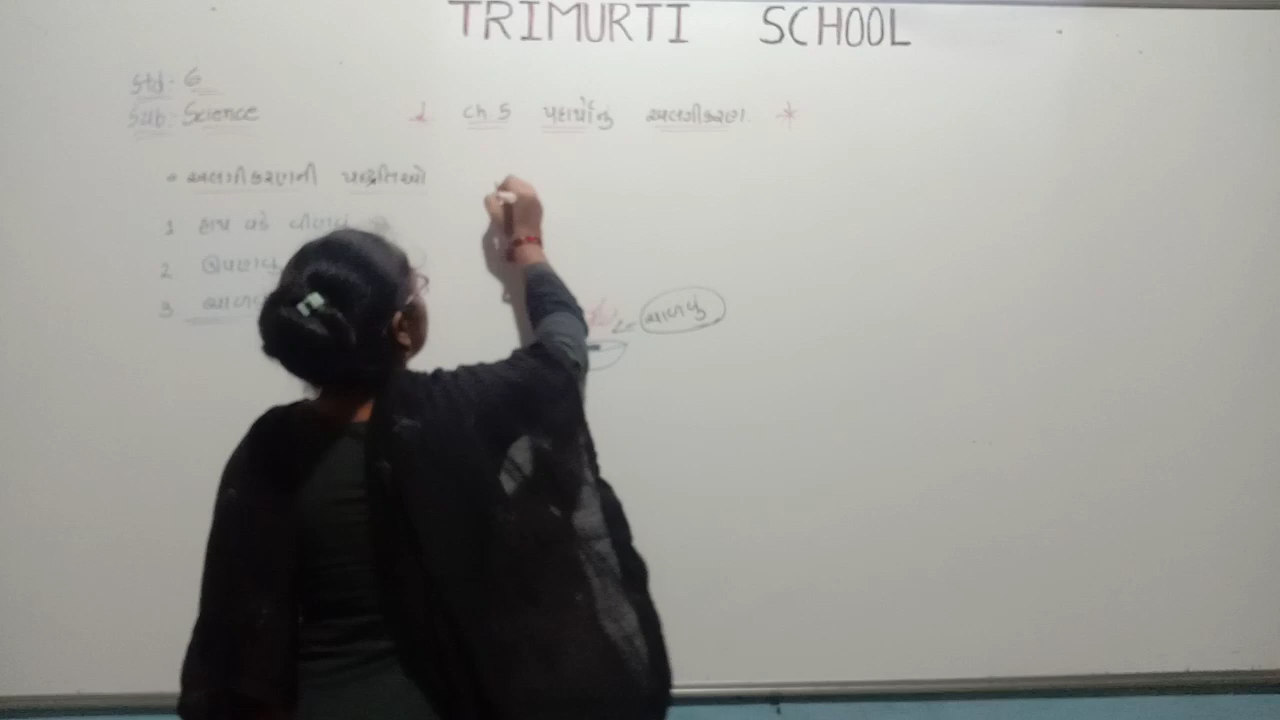 TRIMURTI SCHOOL
Std- 6
Sub- Science
Ch 5 પદાર્થોનું અલગીકરણ
• અલગીકરણની પદ્ધતિઓ
1 હાથ વડે વીણવું
2 ઊપણવું
3
ચાળવું